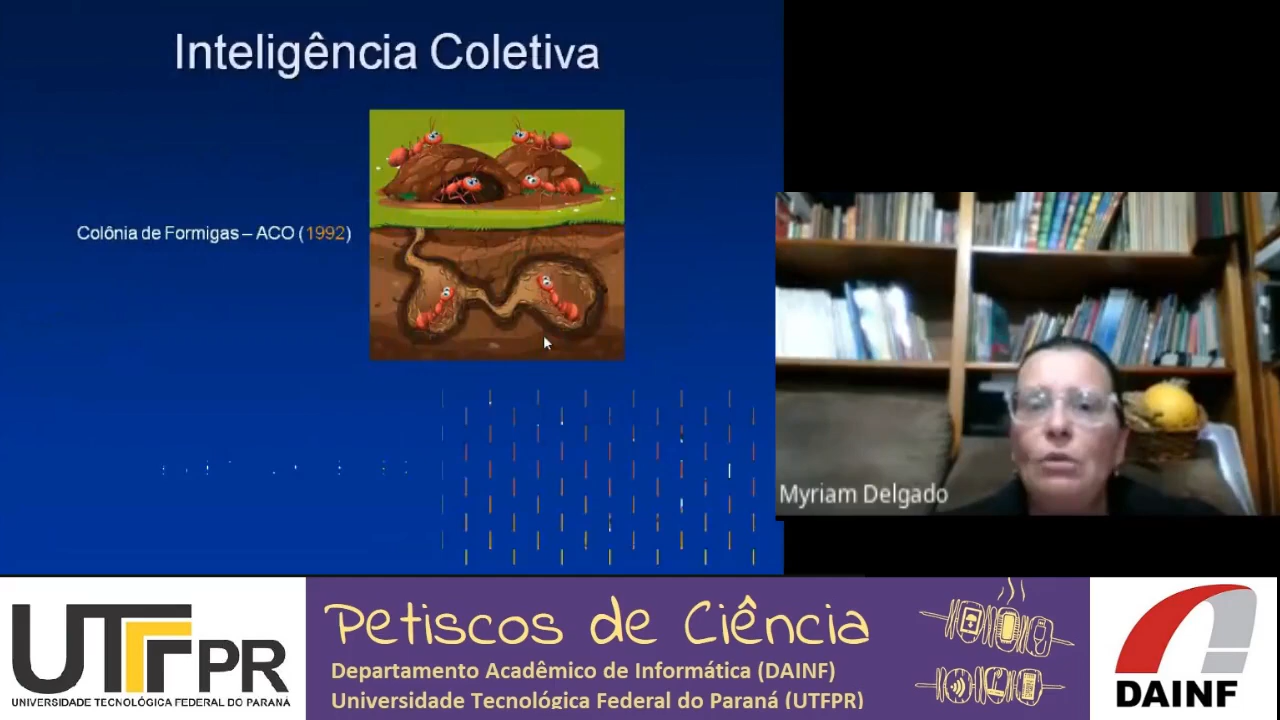 Inteligência Coletiva
Colônia de Formigas – ACO (1992)
Myriam Delgado
UTFPR
UNIVERSIDADE TECNOLÓGICA FEDERAL DO PARANÁ
Petiscos de Ciência
Departamento Acadêmico de Informática (DAINF)
Universidade Tecnológica Federal do Paraná (UTFPR)
DAINF